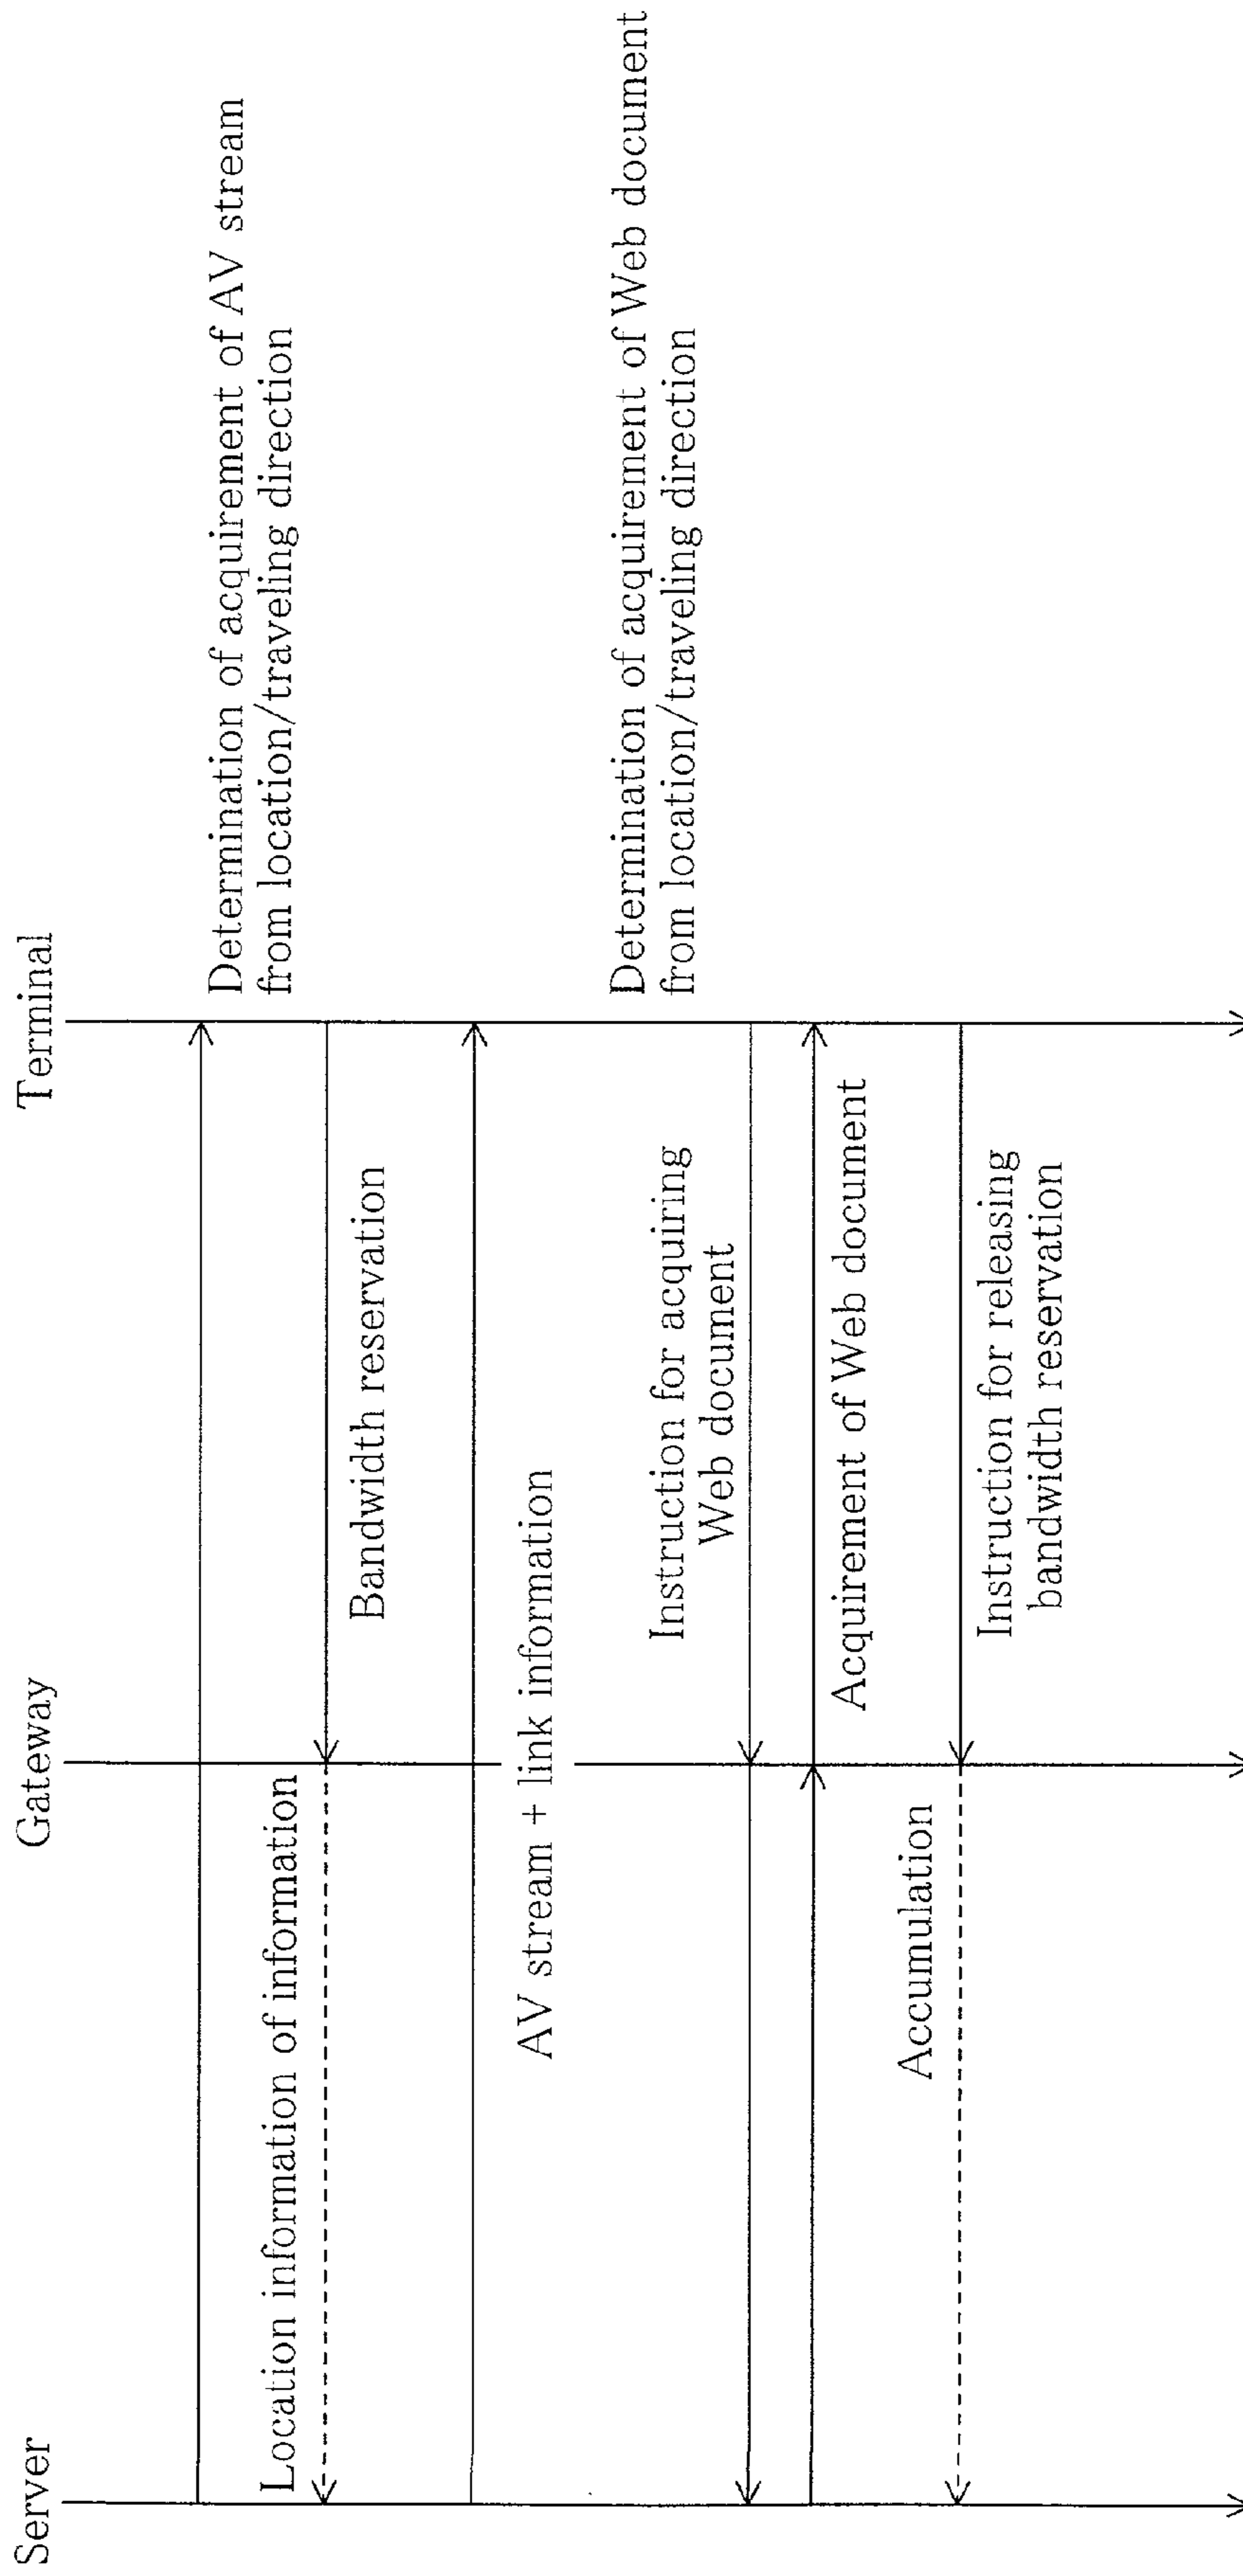 Server
Gateway
Terminal
Location information of information
Determination of acquirement of AV stream
from location/traveling direction
Bandwidth reservation
AV stream + link information
Determination of acquirement of Web document
from location/traveling direction
Instruction for acquiring
Web document
Acquirement of Web document
Accumulation
Instruction for releasing
bandwidth reservation